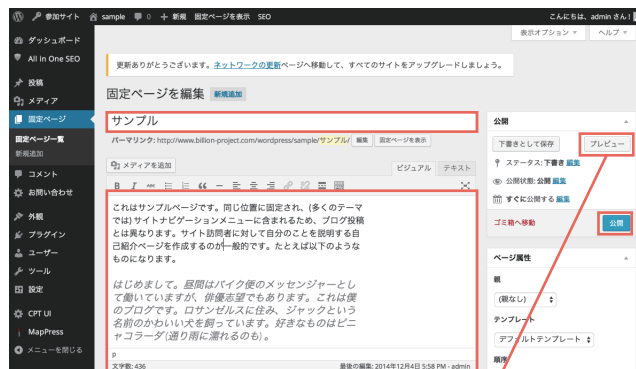 参加サイト sample 0 新規 固定ページを表示 SEO こんにちは、admin さん！
表示オプション ヘルプ
ダッシュボード
All in One SEO
投稿
メディア
固定ページ
固定ページ一覧
新規追加
コメント
お問い合わせ
外観
プラグイン
ユーザー
ツール
設定
CPT UI
MapPress
メニューを閉じる
更新ありがとうございます。ネットワークの更新ページへ移動して、すべてのサイトをアップグレードしましょう。
固定ページを編集 新規追加
サンプル
パーマリンク: http://www.billion-project.com/wordpress/sample/サンプル/ 編集 固定ページを表示
メディアを追加
ビジュアル テキスト
B I ABC
これはサンプルページです。同じ位置に固定され、(多くのテーマ
では) サイトナビゲーションメニューに含まれるため、ブログ投稿
とは異なります。サイト訪問者に対して自分のことを説明する自
己紹介ページを作成するのが一般的です。たとえば以下のような
ものになります。
はじめまして。昼間はバイク便のメッセンジャーとし
て働いていますが、俳優志望でもあります。これは僕
のブログです。ロサンゼルスに住み、ジャックという
名前のかわいい犬を飼っています。好きなものはピニ
ャコラーダ(通り雨に濡れるのも)。
p
文字数: 436 最後の編集: 2014年12月4日 5:58 PM - admin
公開
下書きとして保存 プレビュー
ステータス: 下書き 編集
公開状態: 公開 編集
すぐに公開する 編集
ゴミ箱へ移動 公開
ページ属性
親
(親なし)
テンプレート
デフォルトテンプレート
順序